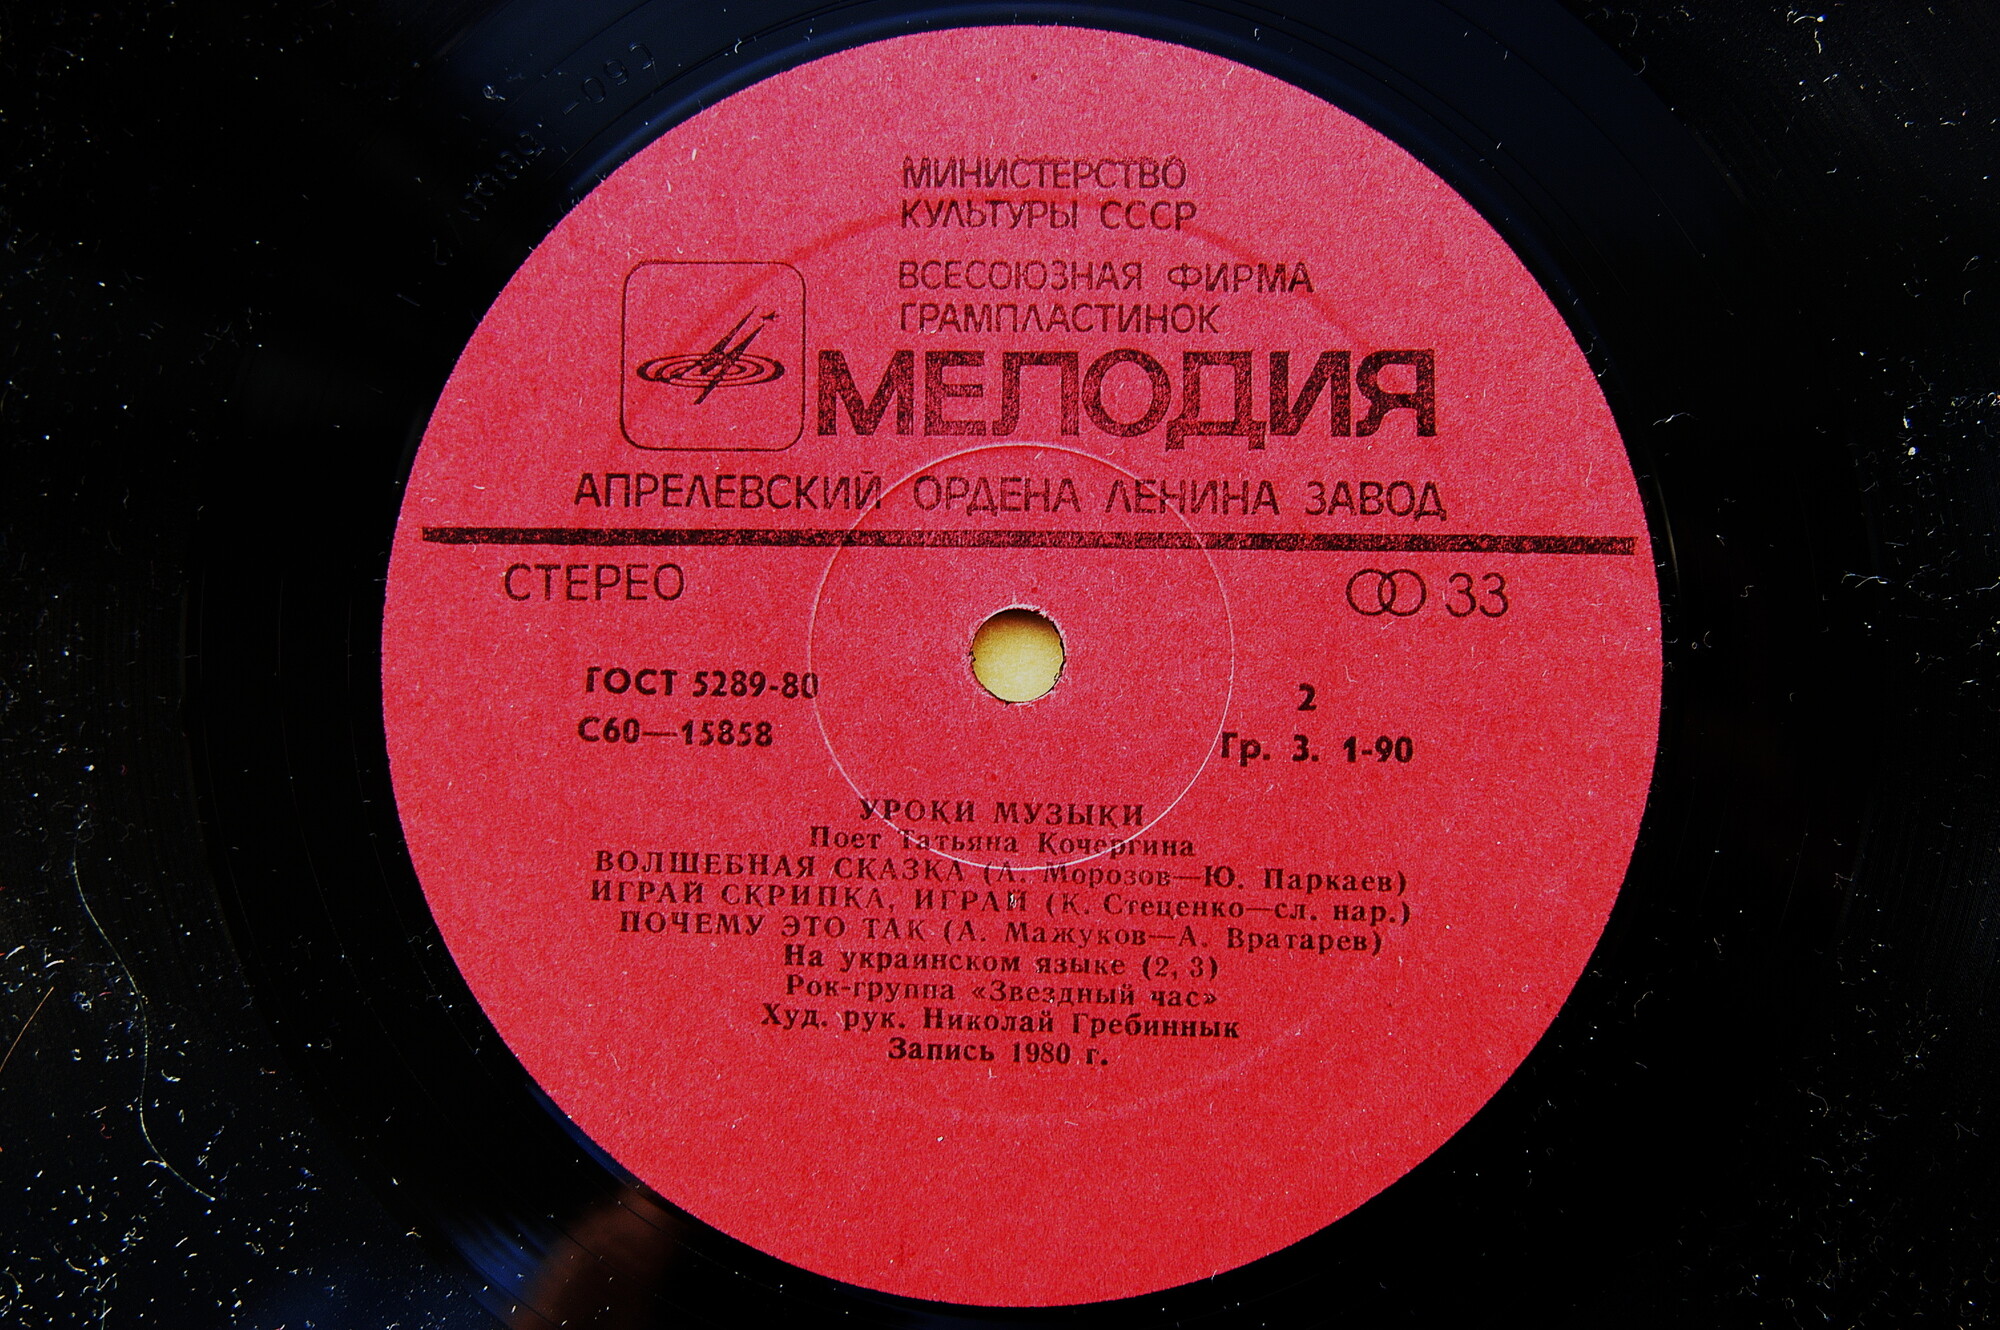 МИНИСТЕРСТВО
КУЛЬТУРЫ СССР
ВСЕСОЮЗНАЯ ФИРМА
ГРАМПЛАСТИНОК
МЕЛОДИЯ
АПРЕЛЕВСКИЙ ОРДЕНА ЛЕНИНА ЗАВОД
СТЕРЕО
33
ГОСТ 5289-80
2
С60—15858
Гр. 3. 1-90
УРОКИ МУЗЫКИ
Поет Татьяна Кочергина
ВОЛШЕБНАЯ СКАЗКА (А. Морозов—Ю. Паркаев)
ИГРАЙ СКРИПКА, ИГРАЙ (К. Стеценко—сл. нар.)
ПОЧЕМУ ЭТО ТАК (А. Мажуков—А. Вратарев)
На украинском языке (2, 3)
Рок-группа «Звездный час»
Худ. рук. Николай Гребиннык
Запись 1980 г.